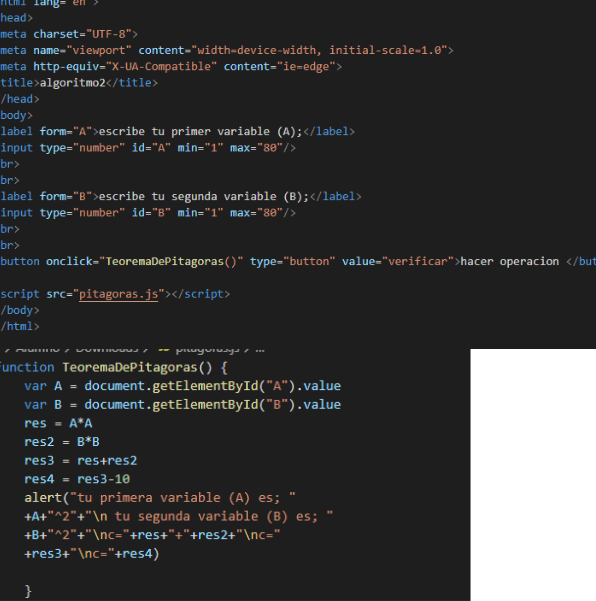 html lang="en">
head>
meta charset="UTF-8">
meta name="viewport" content="width=device-width, initial-scale=1.0">
meta http-equiv="X-UA-Compatible" content="ie=edge">
title>algoritmo2</title>
/head>
body>
label form="A">escribe tu primer variable (A);</label>
input type="number" id="A" min="1" max="80"/>
br>
br>
label form="B">escribe tu segunda variable (B);</label>
input type="number" id="B" min="1" max="80"/>
br>
br>
button onclick="TeoremaDePitagoras()" type="button" value="verificar">hacer operacion </but
script src="pitagoras.js"></script>
/body>
/html>
> Alumno > Downloads > pitagoras.js > ...
function TeoremaDePitagoras() {
var A = document.getElementById("A").value
var B = document.getElementById("B").value
res = A*A
res2 = B*B
res3 = res+res2
res4 = res3-10
alert("tu primera variable (A) es; "
+A+"^2"+"\n tu segunda variable (B) es; "
+B+"^2"+"\nc="+res+"+"+res2+"\nc="
+res3+"\nc="+res4)
}